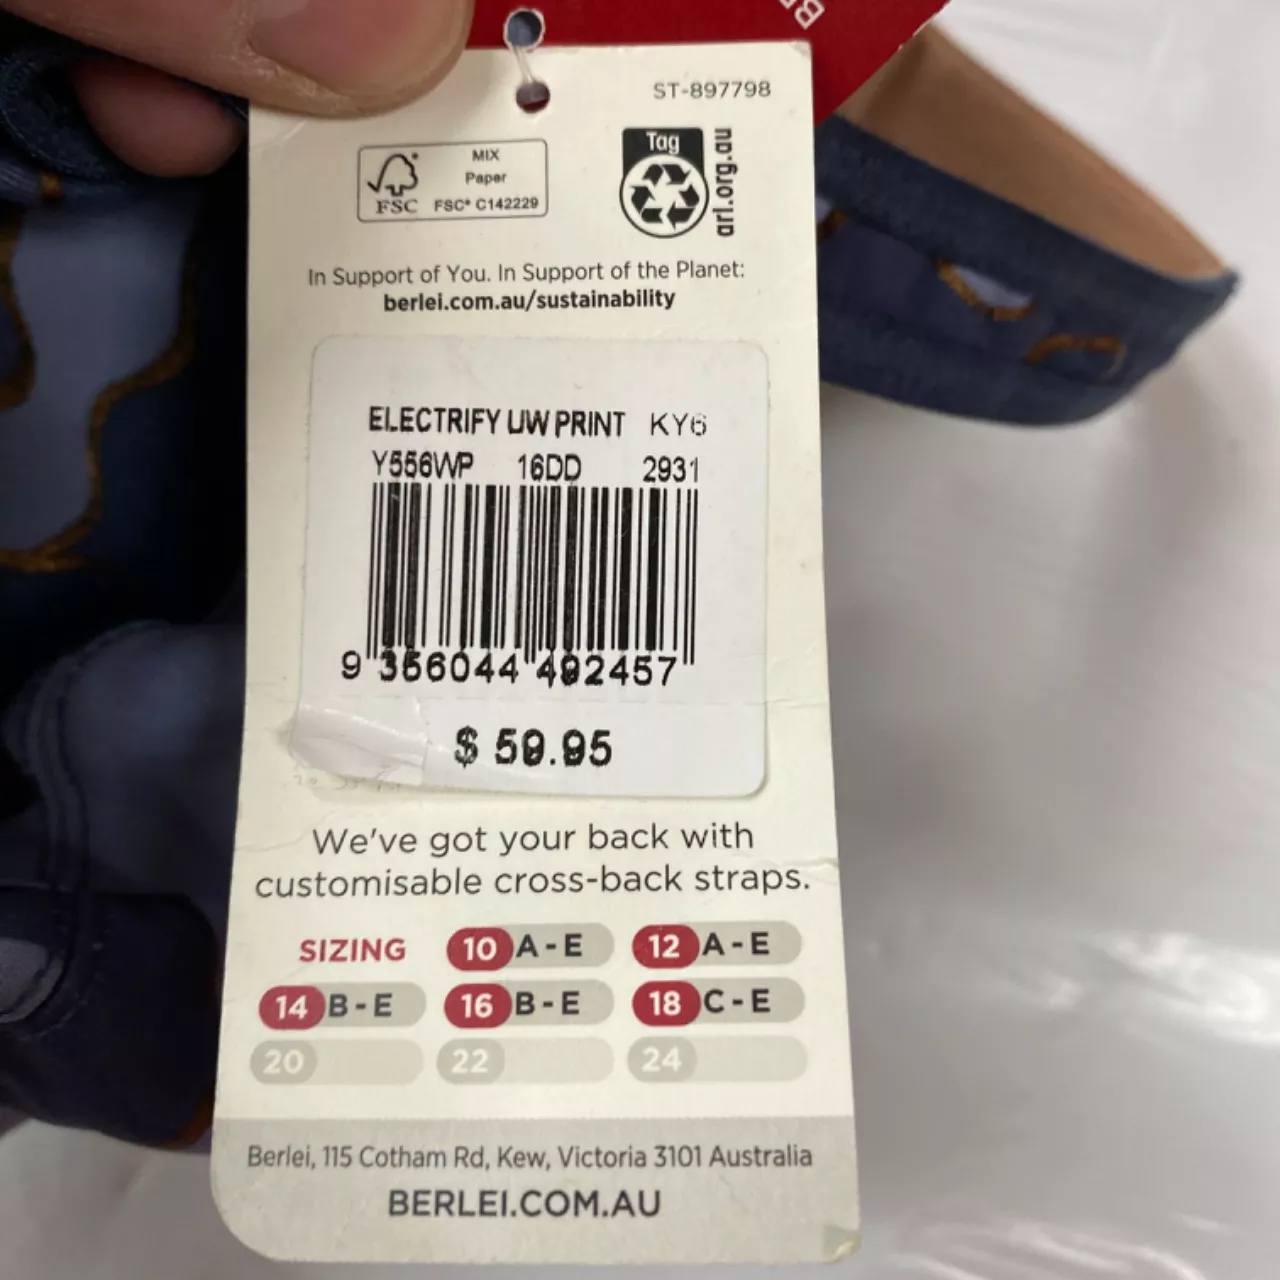 BE
ST-897798
MIX
Paper
FSC FSC® C142229
Tag
arl.org.au
In Support of You. In Support of the Planet:
berlei.com.au/sustainability
ELECTRIFY UW PRINT KY6
Y556WP 16DD 2931
9 356044 492457
$ 59.95
We've got your back with
customisable cross-back straps.
SIZING 10 A - E 12 A - E
14 B - E 16 B - E 18 C - E
20 22 24
Berlei, 115 Cotham Rd, Kew, Victoria 3101 Australia
BERLEI.COM.AU